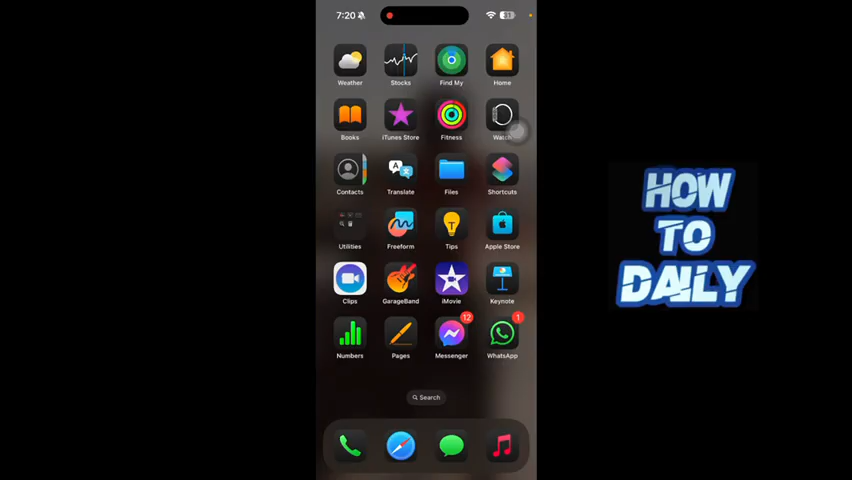 7:20
31
Weather Stocks Find My Home
Books iTunes Store Fitness Watch
Contacts Translate Files Shortcuts
Utilities Freeform Tips Apple Store
Clips GarageBand iMovie Keynote
12 1
Numbers Pages Messenger WhatsApp
Search
HOW
TO
DAILY